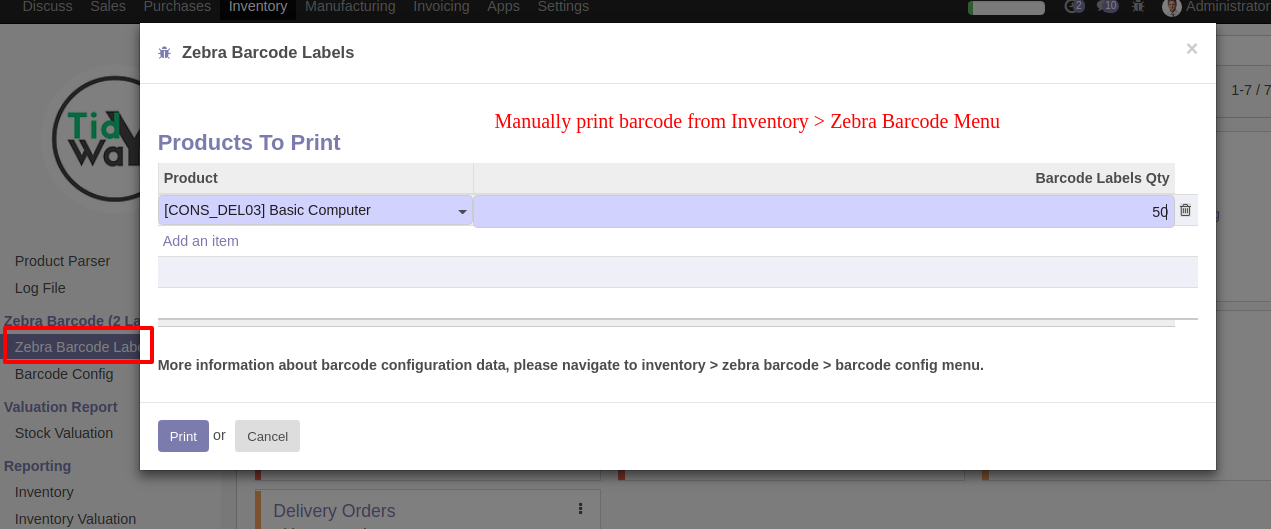 Discuss Sales Purchases Inventory Manufacturing Invoicing Apps Settings 2 10 Administrator
Zebra Barcode Labels ×
1-7 / 7
Tid
Way
Manually print barcode from Inventory > Zebra Barcode Menu
Products To Print
Product Barcode Labels Qty
[CONS_DEL03] Basic Computer 50
Add an item
Product Parser
Log File
Zebra Barcode (2 La
Zebra Barcode Labe
Barcode Config
More information about barcode configuration data, please navigate to inventory > zebra barcode > barcode config menu.
Valuation Report
Stock Valuation
Print or Cancel
Reporting
Inventory
Inventory Valuation
Delivery Orders